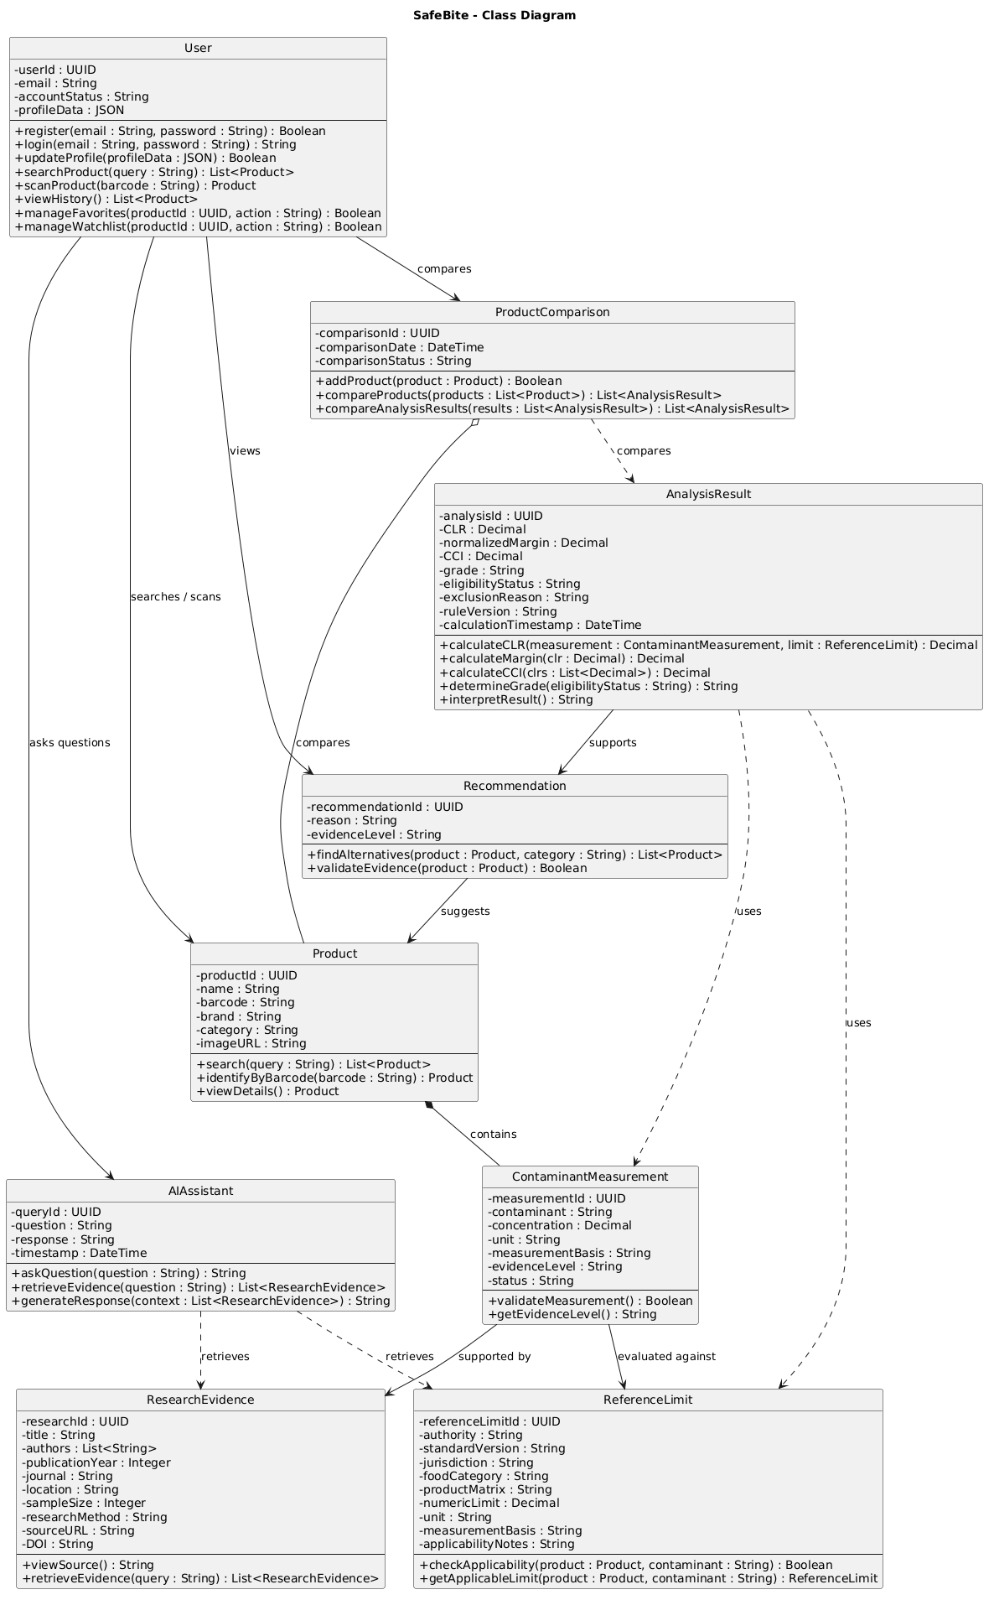 SafeBite - Class Diagram
User
-userId : UUID
-email : String
-accountStatus : String
-profileData : JSON
+register(email : String, password : String) : Boolean
+login(email : String, password : String) : String
+updateProfile(profileData : JSON) : Boolean
+searchProduct(query : String) : List<Product>
+scanProduct(barcode : String) : Product
+viewHistory() : List<Product>
+manageFavorites(productId : UUID, action : String) : Boolean
+manageWatchlist(productId : UUID, action : String) : Boolean
compares
ProductComparison
-comparisonId : UUID
-comparisonDate : DateTime
-comparisonStatus : String
+addProduct(product : Product) : Boolean
+compareProducts(products : List<Product>) : List<AnalysisResult>
+compareAnalysisResults(results : List<AnalysisResult>) : List<AnalysisResult>
views
compares
AnalysisResult
-analysisId : UUID
-CLR : Decimal
-normalizedMargin : Decimal
-CCI : Decimal
-grade : String
-eligibilityStatus : String
-exclusionReason : String
-ruleVersion : String
-calculationTimestamp : DateTime
+calculateCLR(measurement : ContaminantMeasurement, limit : ReferenceLimit) : Decimal
+calculateMargin(clr : Decimal) : Decimal
+calculateCCI(clrs : List<Decimal>) : Decimal
+determineGrade(eligibilityStatus : String) : String
+interpretResult() : String
searches / scans
asks questions
compares
supports
Recommendation
-recommendationId : UUID
-reason : String
-evidenceLevel : String
+findAlternatives(product : Product, category : String) : List<Product>
+validateEvidence(product : Product) : Boolean
suggests
uses
Product
-productId : UUID
-name : String
-barcode : String
-brand : String
-category : String
-imageURL : String
+search(query : String) : List<Product>
+identifyByBarcode(barcode : String) : Product
+viewDetails() : Product
uses
contains
AIAssistant
-queryId : UUID
-question : String
-response : String
-timestamp : DateTime
+askQuestion(question : String) : String
+retrieveEvidence(question : String) : List<ResearchEvidence>
+generateResponse(context : List<ResearchEvidence>) : String
ContaminantMeasurement
-measurementId : UUID
-contaminant : String
-concentration : Decimal
-unit : String
-measurementBasis : String
-evidenceLevel : String
-status : String
+validateMeasurement() : Boolean
+getEvidenceLevel() : String
retrieves
retrieves
supported by
evaluated against
ResearchEvidence
-researchId : UUID
-title : String
-authors : List<String>
-publicationYear : Integer
-journal : String
-location : String
-sampleSize : Integer
-researchMethod : String
-sourceURL : String
-DOI : String
+viewSource() : String
+retrieveEvidence(query : String) : List<ResearchEvidence>
ReferenceLimit
-referenceLimitId : UUID
-authority : String
-standardVersion : String
-jurisdiction : String
-foodCategory : String
-productMatrix : String
-numericLimit : Decimal
-unit : String
-measurementBasis : String
-applicabilityNotes : String
+checkApplicability(product : Product, contaminant : String) : Boolean
+getApplicableLimit(product : Product, contaminant : String) : ReferenceLimit